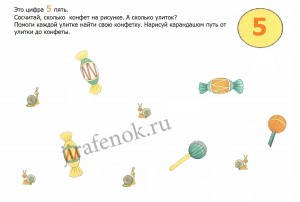 Это цифра 5 пять.
Сосчитай, сколько конфет на рисунке. А сколько улиток?
Помоги каждой улитке найти свою конфетку. Нарисуй карандашом путь от
улитки до конфеты.
5
grafenok.ru